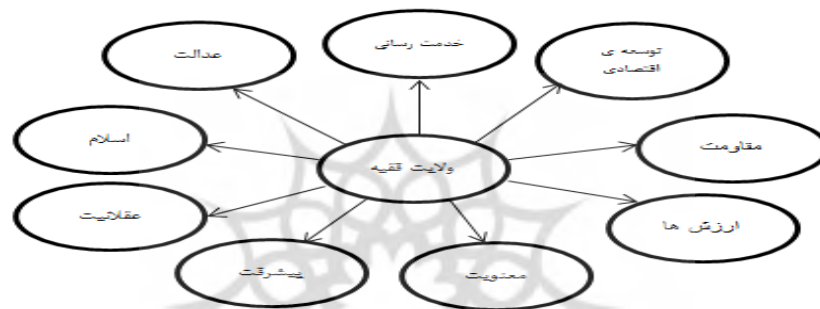 خدمت رسانی
توسعه ی
اقتصادی
عدالت
مقاومت
اسلام
ولایت فقیه
ارزش ها
عقلانیت
معنویت
پیشرفت